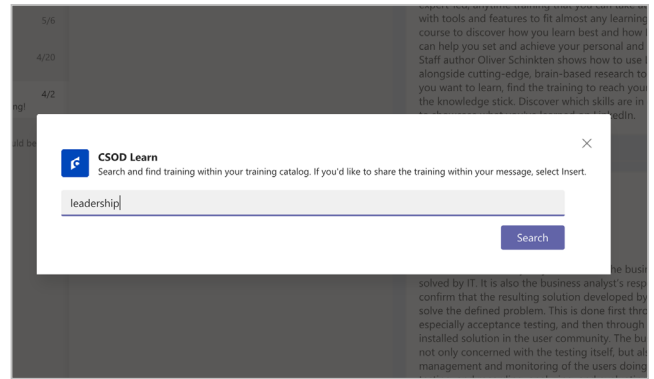 5/6
4/20
4/2
ng!
uld be
expert-led, anytime training that you can take at
with tools and features to fit almost any learning
course to discover how you learn best and how
can help you set and achieve your personal and
Staff author Oliver Schinkten shows how to use
alongside cutting-edge, brain-based research to
you want to learn, find the training to reach your
the knowledge stick. Discover which skills are in
CSOD Learn
Search and find training within your training catalog. If you'd like to share the training within your message, select Insert.
leadership
Search
he busin
solved by IT. It is also the business analyst's resp
confirm that the resulting solution developed by
solve the defined problem. This is done first thro
especially acceptance testing, and then through
installed solution in the user community. The bu
not only concerned with the testing itself, but als
management and monitoring of the users doing